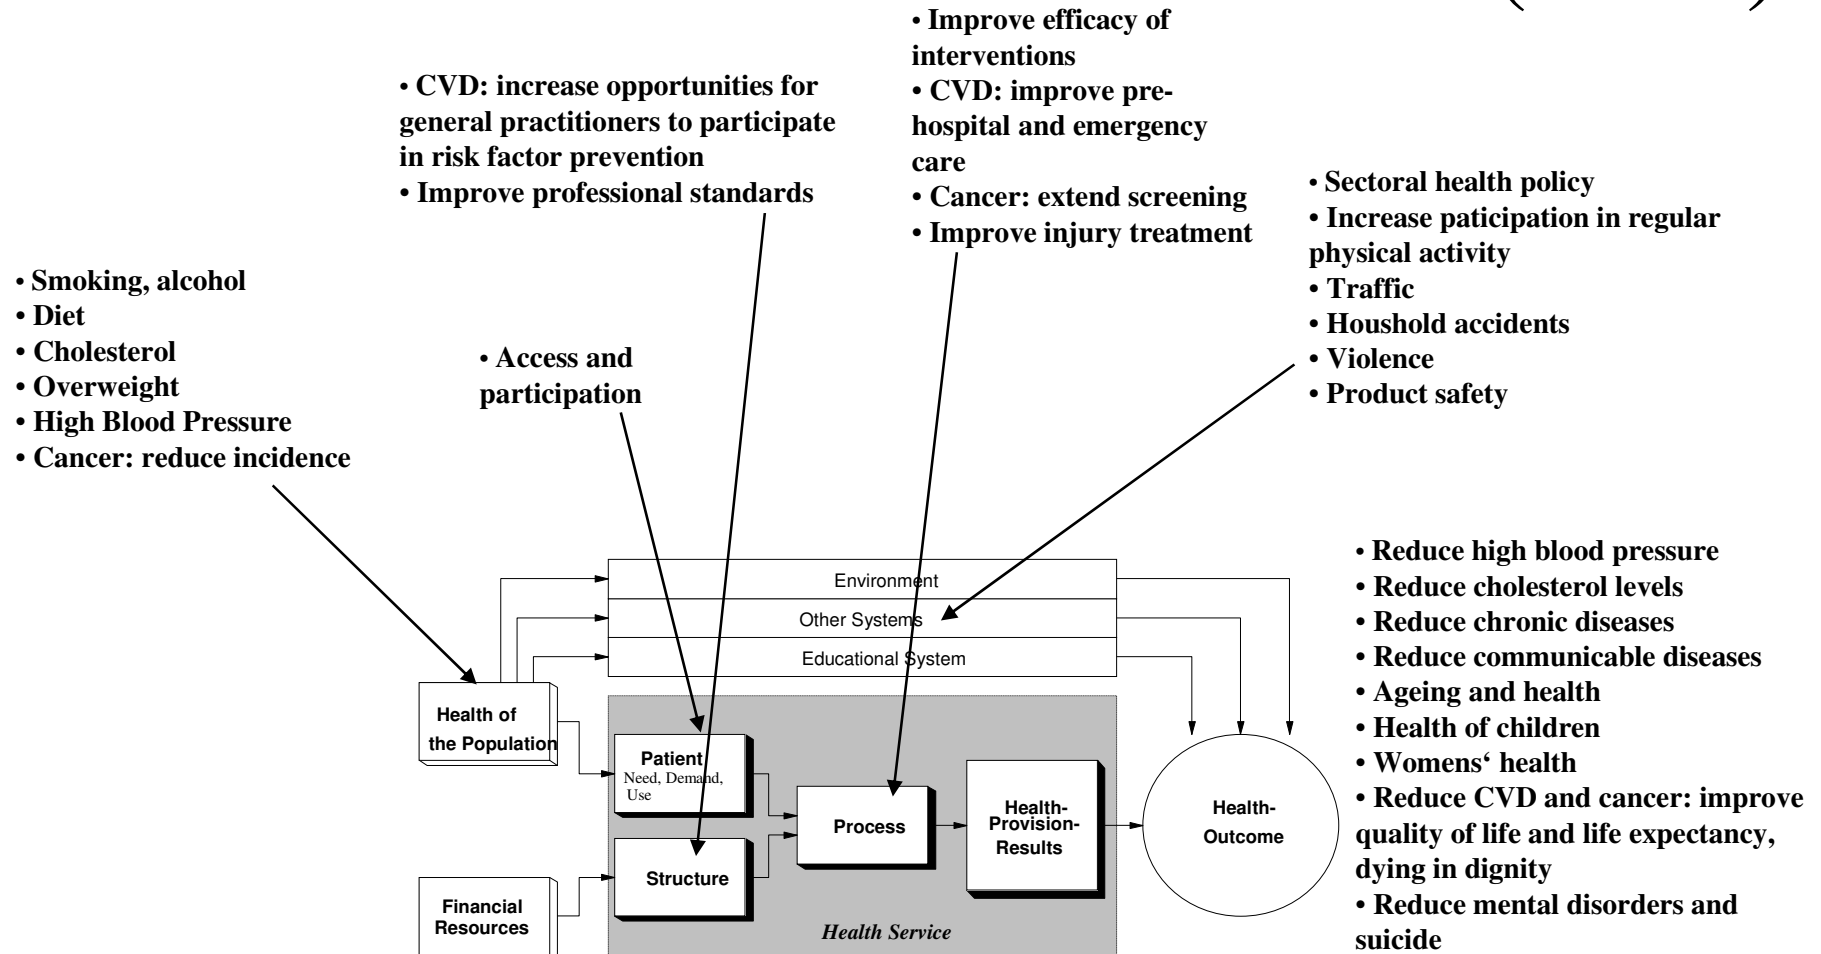 • Improve efficacy of
interventions
• CVD: improve pre-
hospital and emergency
care
• Cancer: extend screening
• Improve injury treatment
• CVD: increase opportunities for
general practitioners to participate
in risk factor prevention
• Improve professional standards
• Sectoral health policy
• Increase paticipation in regular
physical activity
• Traffic
• Houshold accidents
• Violence
• Product safety
• Smoking, alcohol
• Diet
• Cholesterol
• Overweight
• High Blood Pressure
• Cancer: reduce incidence
• Access and
participation
Environment
Other Systems
Educational System
Health of
the Population
Patient
Need, Demand,
Use
Structure
Process
Health-
Provision-
Results
Health-
Outcome
Financial
Resources
Health Service
• Reduce high blood pressure
• Reduce cholesterol levels
• Reduce chronic diseases
• Reduce communicable diseases
• Ageing and health
• Health of children
• Womens‘ health
• Reduce CVD and cancer: improve
quality of life and life expectancy,
dying in dignity
• Reduce mental disorders and
suicide